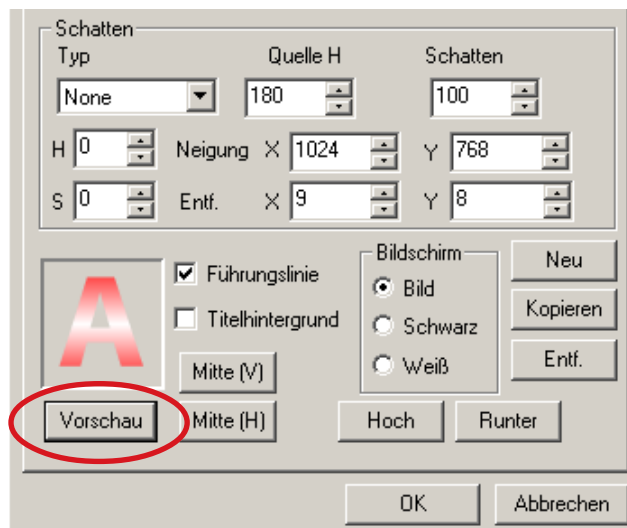 Schatten
Typ Quelle H Schatten
None 180 100
H 0 Neigung X 1024 Y 768
S 0 Entf. X 9 Y 8
Bildschirm Neu
Führungslinie Bild
Titelhintergrund Schwarz Kopieren
A
Mitte (V) Weiß Entf.
Vorschau Mitte (H) Hoch Runter
OK Abbrechen